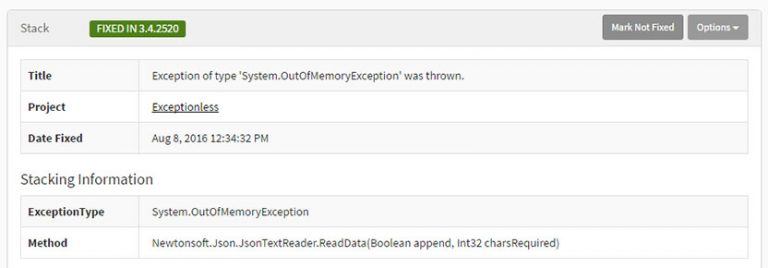 Stack FIXED IN 3.4.2520 Mark Not Fixed Options
Title Exception of type 'System.OutOfMemoryException' was thrown.
Project Exceptionless
Date Fixed Aug 8, 2016 12:34:32 PM
Stacking Information
ExceptionType System.OutOfMemoryException
Method Newtonsoft.Json.JsonTextReader.ReadData(Boolean append, Int32 charsRequired)